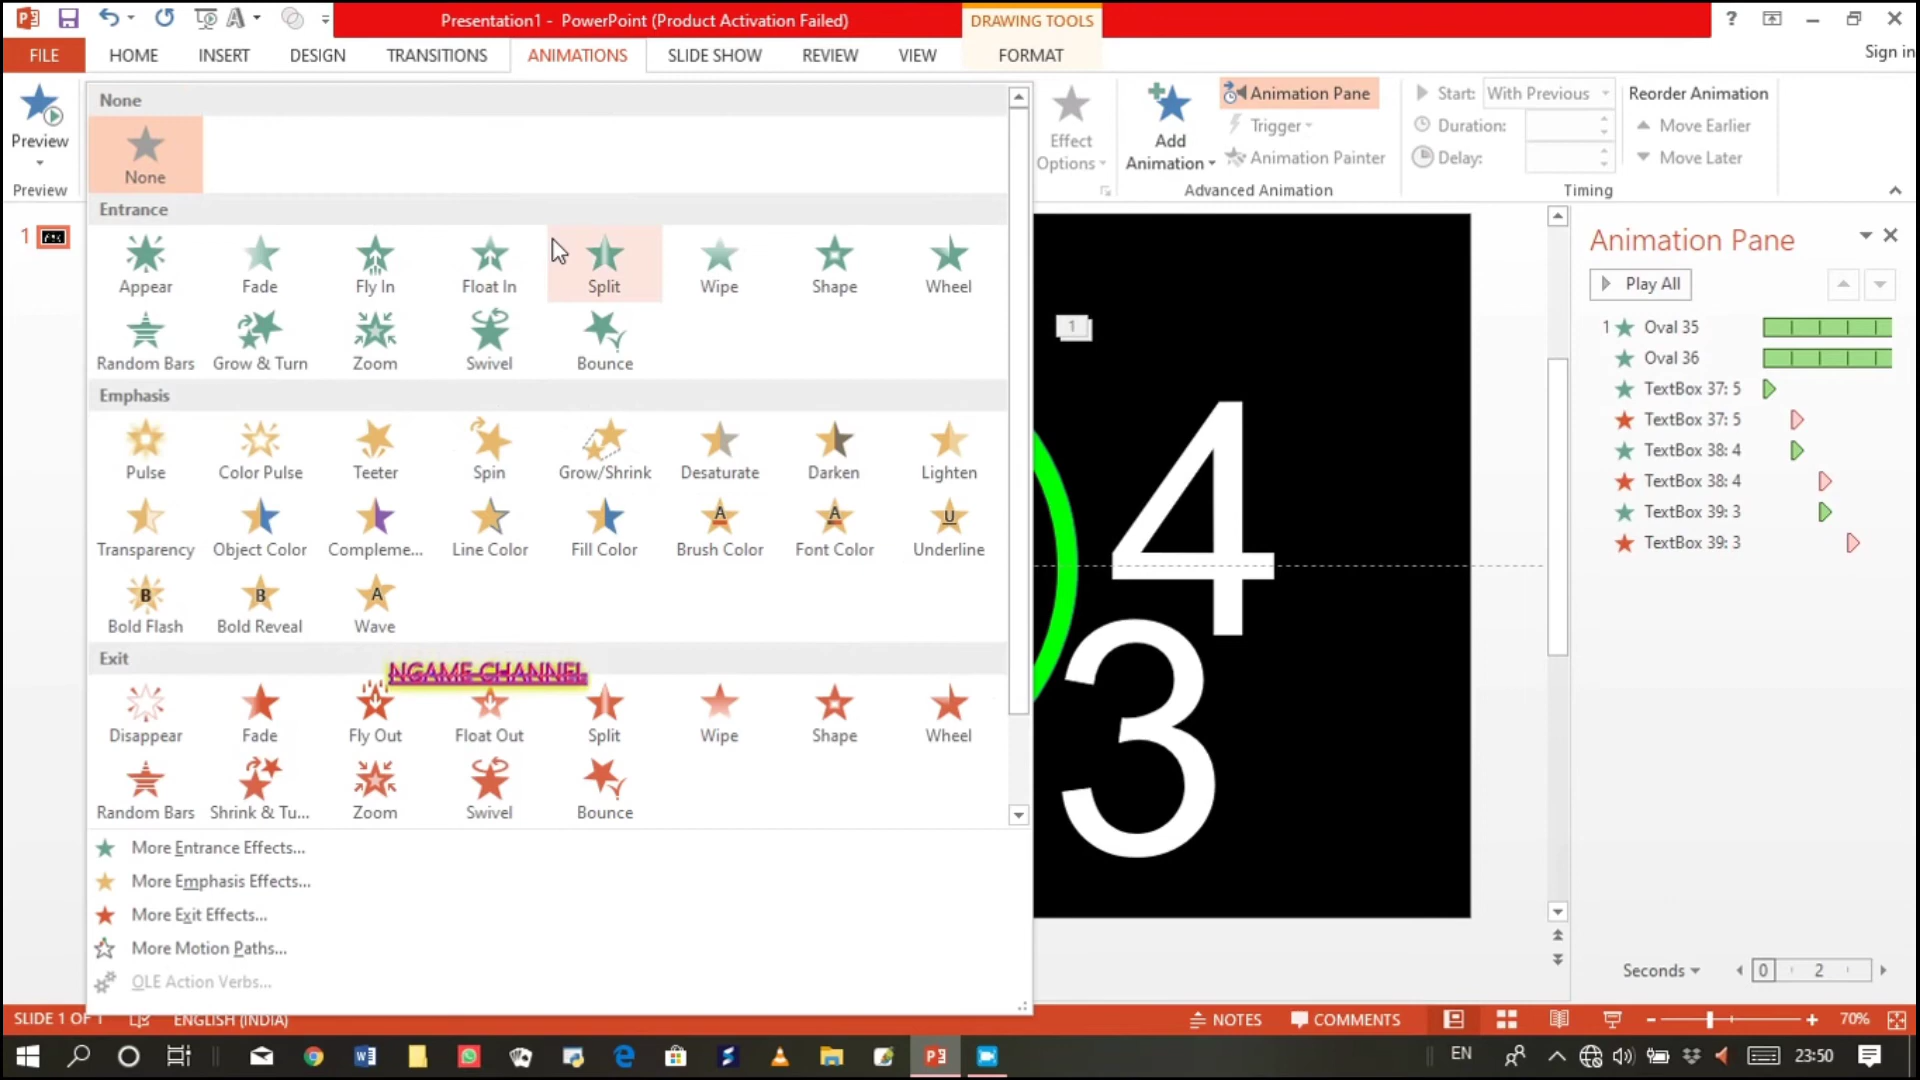 Presentation1 - PowerPoint (Product Activation Failed)
DRAWING TOOLS
?
FILE
HOME
INSERT
DESIGN
TRANSITIONS
ANIMATIONS
SLIDE SHOW
REVIEW
VIEW
FORMAT
Sign in
Preview
Preview
None
None
Entrance
Appear
Fade
Fly In
Float In
Split
Wipe
Shape
Wheel
Random Bars
Grow & Turn
Zoom
Swivel
Bounce
Emphasis
Pulse
Color Pulse
Teeter
Spin
Grow/Shrink
Desaturate
Darken
Lighten
Transparency
Object Color
Compleme...
Line Color
Fill Color
Brush Color
Font Color
Underline
Bold Flash
Bold Reveal
Wave
Exit
NGAME CHANNEL
Disappear
Fade
Fly Out
Float Out
Split
Wipe
Shape
Wheel
Random Bars
Shrink & Tu...
Zoom
Swivel
Bounce
More Entrance Effects...
More Emphasis Effects...
More Exit Effects...
More Motion Paths...
OLE Action Verbs...
Effect
Options
Add
Animation
Animation Pane
Trigger
Animation Painter
Advanced Animation
Start: With Previous
Duration:
Delay:
Timing
Reorder Animation
Move Earlier
Move Later
1
1
4
3
Animation Pane
Play All
1 Oval 35
Oval 36
TextBox 37: 5
TextBox 37: 5
TextBox 38: 4
TextBox 38: 4
TextBox 39: 3
TextBox 39: 3
Seconds
0
2
SLIDE 1 OF 1
ENGLISH (INDIA)
NOTES
COMMENTS
70%
EN
23:50